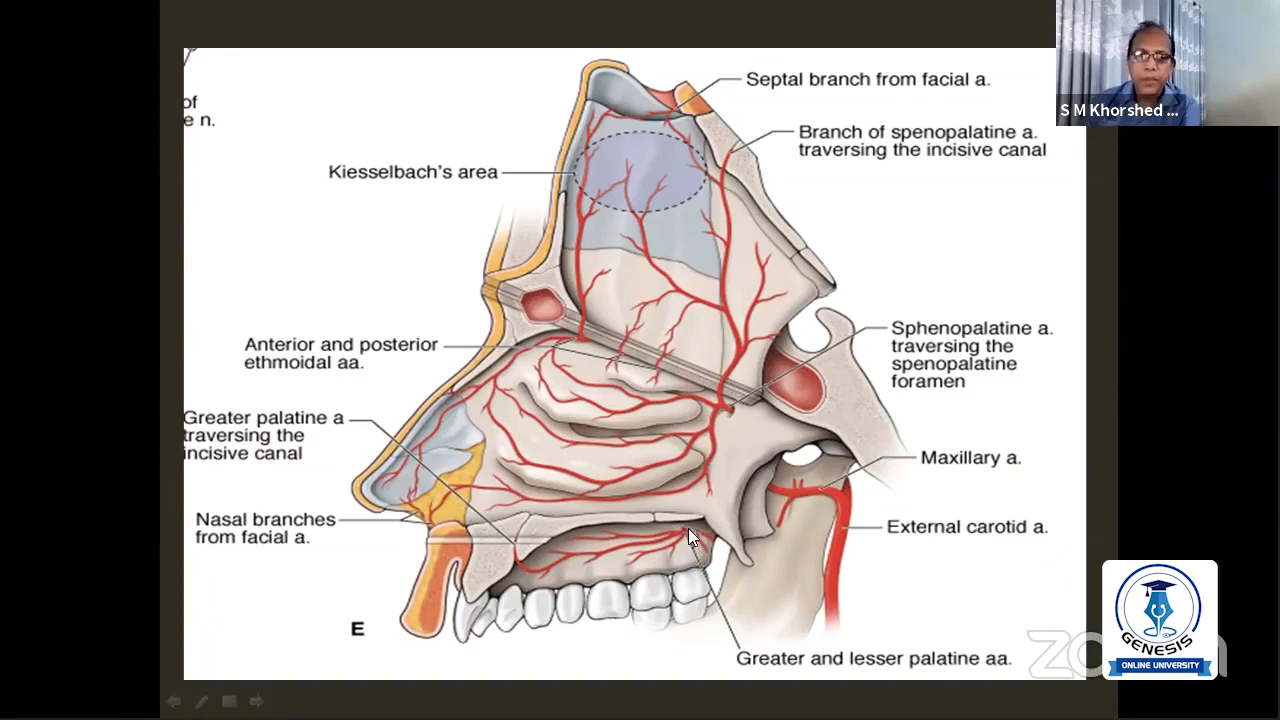 of
e n.
Septal branch from facial a.
S M Khorshed ...
Branch of spenopalatine a.
traversing the incisive canal
Kiesselbach's area
Anterior and posterior
ethmoidal aa.
Sphenopalatine a.
traversing the
spenopalatine
foramen
Greater palatine a
traversing the
incisive canal
Maxillary a.
Nasal branches
from facial a.
External carotid a.
E
Greater and lesser palatine aa.
zoom
GENESIS
ONLINE UNIVERSITY